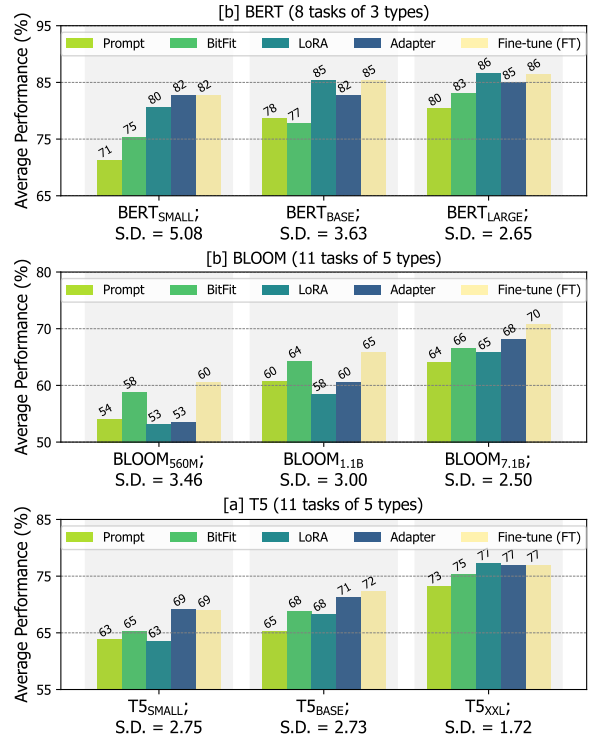 [b] BERT (8 tasks of 3 types)
Average Performance (%)
95
85
75
65
Prompt BitFit LoRA Adapter Fine-tune (FT)
71 75 80 82 82
78 77 85 82 85
80 83 86 85 86
BERTSMALL; BERTBASE; BERTLARGE;
S.D. = 5.08 S.D. = 3.63 S.D. = 2.65
[b] BLOOM (11 tasks of 5 types)
Average Performance (%)
80
70
60
50
Prompt BitFit LoRA Adapter Fine-tune (FT)
54 58 53 53 60
60 64 58 60 65
64 66 65 68 70
BLOOM560M; BLOOM1.1B BLOOM7.1B;
S.D. = 3.46 S.D. = 3.00 S.D. = 2.50
[a] T5 (11 tasks of 5 types)
Average Performance (%)
85
75
65
55
Prompt BitFit LoRA Adapter Fine-tune (FT)
63 65 63 69 69
65 68 68 71 72
73 75 77 77 77
T5SMALL; T5BASE; T5XXL;
S.D. = 2.75 S.D. = 2.73 S.D. = 1.72